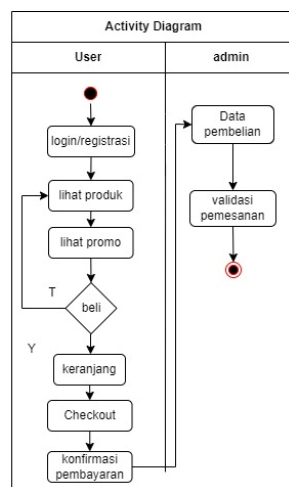 Activity Diagram
User
admin
login/registrasi
lihat produk
lihat promo
T
beli
Y
keranjang
Checkout
konfirmasi
pembayaran
Data
pembelian
validasi
pemesanan